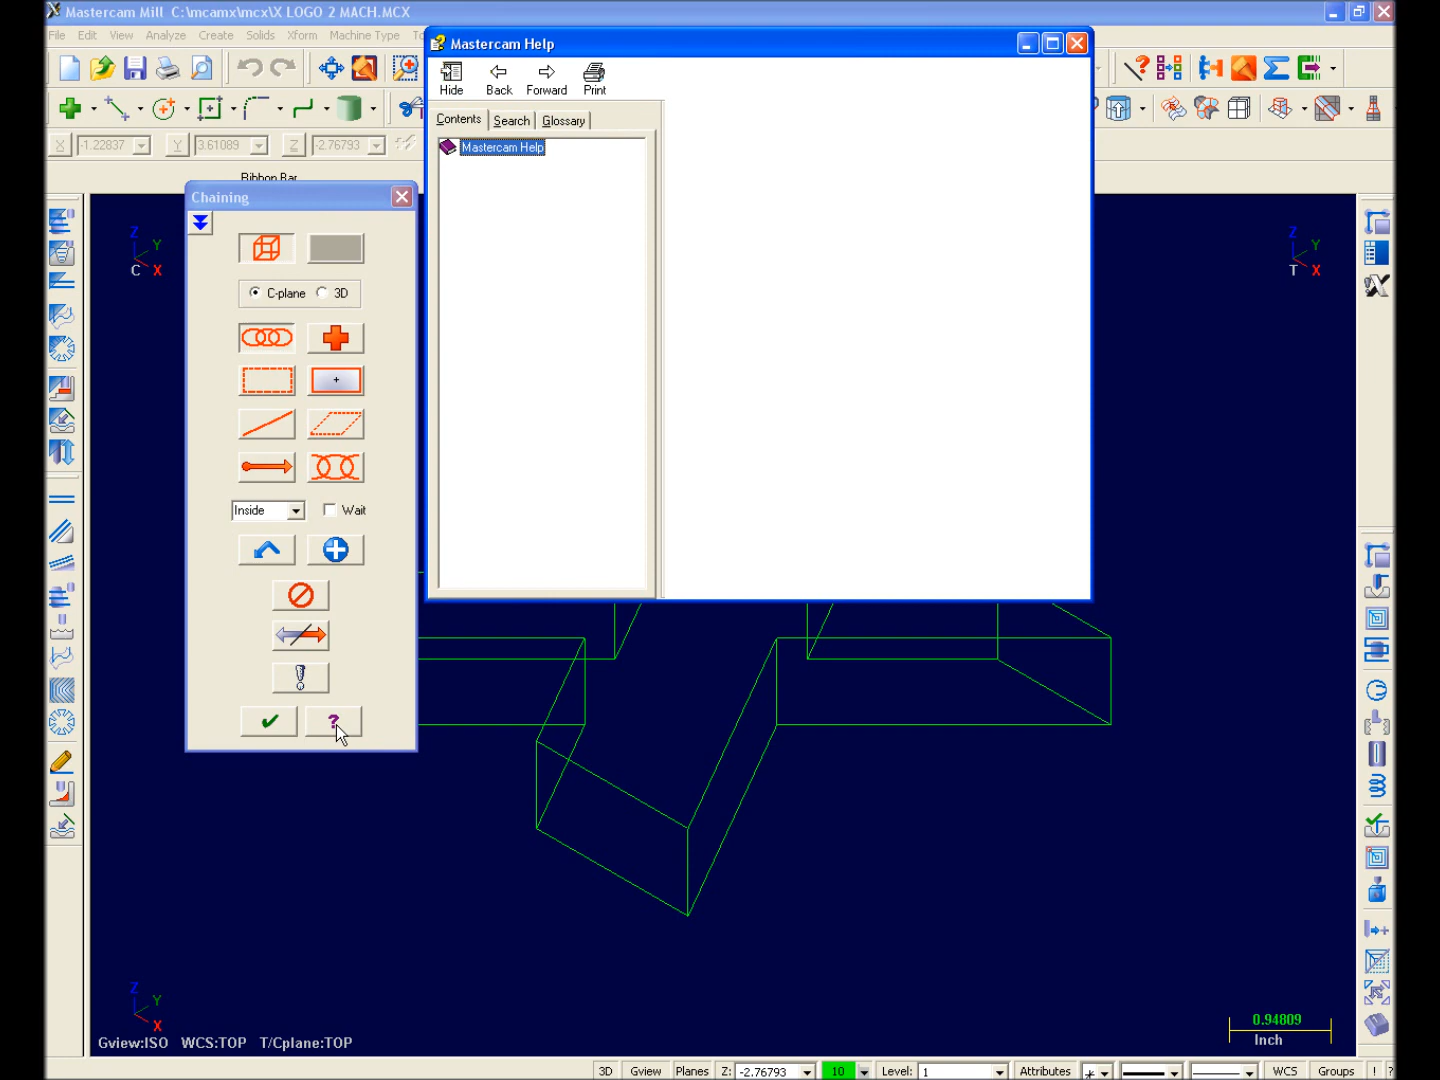 Mastercam Mill C:\mcamx\mcx\X LOGO 2 MACH.MCX
File Edit View Analyze Create Solids Xform Machine Type
Mastercam Help
Hide Back Forward Print
Contents Search Glossary
Mastercam Help
X -1.22837 Y 3.61089 Z -2.76793
Ribbon Bar
Chaining
C-plane 3D
Inside Wait
?
Z Y C X
Z Y T X
Z Y X
Gview:ISO WCS:TOP T/Cplane:TOP
0.94809
Inch
3D Gview Planes Z: -2.76793 10 Level: 1 Attributes WCS Groups ! ?